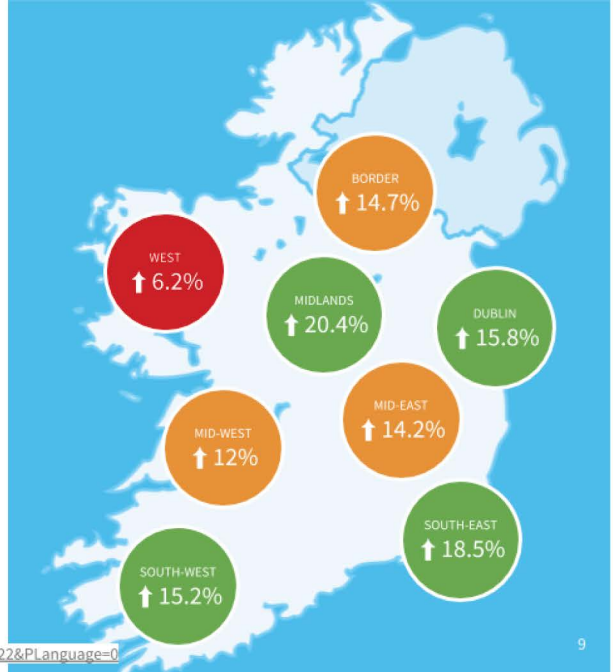 BORDER
↑ 14.7%
WEST
↑ 6.2%
MIDLANDS
↑ 20.4%
DUBLIN
↑ 15.8%
MID-EAST
↑ 14.2%
MID-WEST
↑ 12%
SOUTH-EAST
↑ 18.5%
SOUTH-WEST
↑ 15.2%
9
22&PLanguage=0